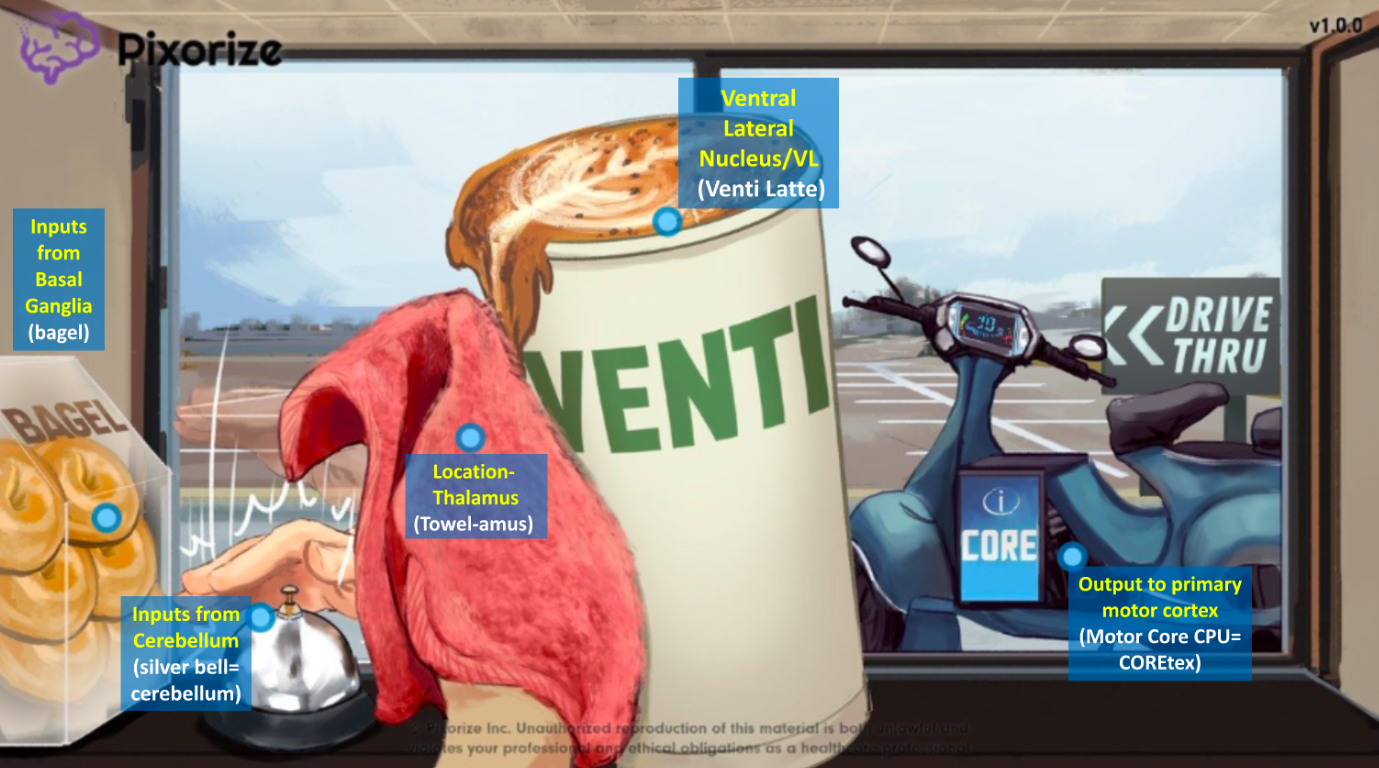 Pixorize
v1.0.0
Ventral
Lateral
Nucleus/VL
(Venti Latte)
Inputs
from
Basal
Ganglia
(bagel)
BAGEL
VENTI
DRIVE
THRU
Location-
Thalamus
(Towel-amus)
i
CORE
Inputs from
Cerebellum
(silver bell=
cerebellum)
Output to primary
motor cortex
(Motor Core CPU=
COREtex)
Pixorize Inc. Unauthorized reproduction of this material is both unlawful and
violates your professional and ethical obligations as a healthcare professional